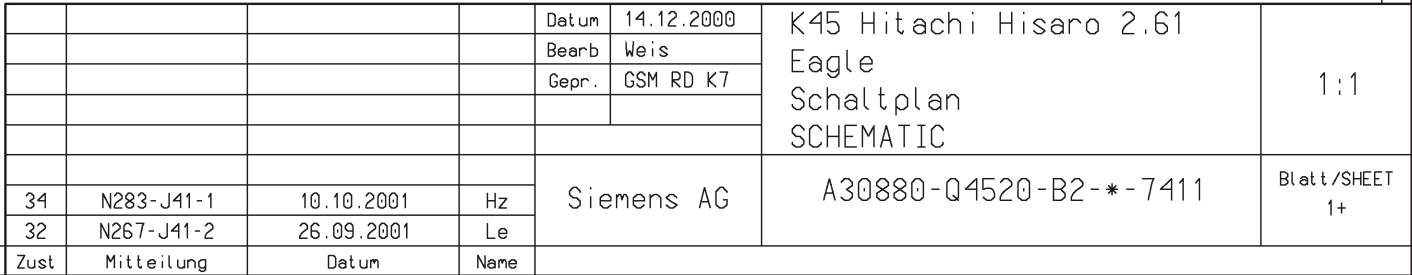 Datum 14.12.2000
Bearb Weis
Gepr. GSM RD K7
K45 Hitachi Hisaro 2.61
Eagle
Schaltplan
SCHEMATIC
1:1
34 N283-J41-1 10.10.2001 Hz
32 N267-J41-2 26.09.2001 Le
Zust Mitteilung Datum Name
Siemens AG
A30880-Q4520-B2-*-7411
Blatt/SHEET
1+